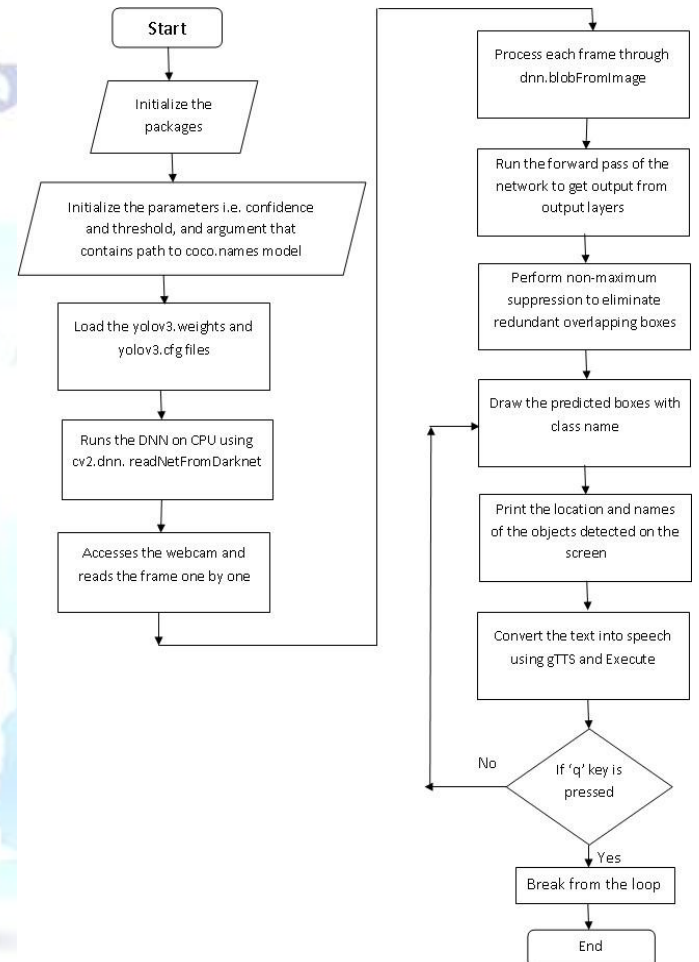 Start
Initialize the
packages
Initialize the parameters i.e. confidence
and threshold, and argument that
contains path to coco.names model
Load the yolov3.weights and
yolov3.cfg files
Runs the DNN on CPU using
cv2.dnn. readNetFromDarknet
Accesses the webcam and
reads the frame one by one
Process each frame through
dnn.blobFromImage
Run the forward pass of the
network to get output from
output layers
Perform non-maximum
suppression to eliminate
redundant overlapping boxes
Draw the predicted boxes with
class name
Print the location and names
of the objects detected on the
screen
Convert the text into speech
using gTTS and Execute
No
If ‘q’ key is
pressed
Yes
Break from the loop
End